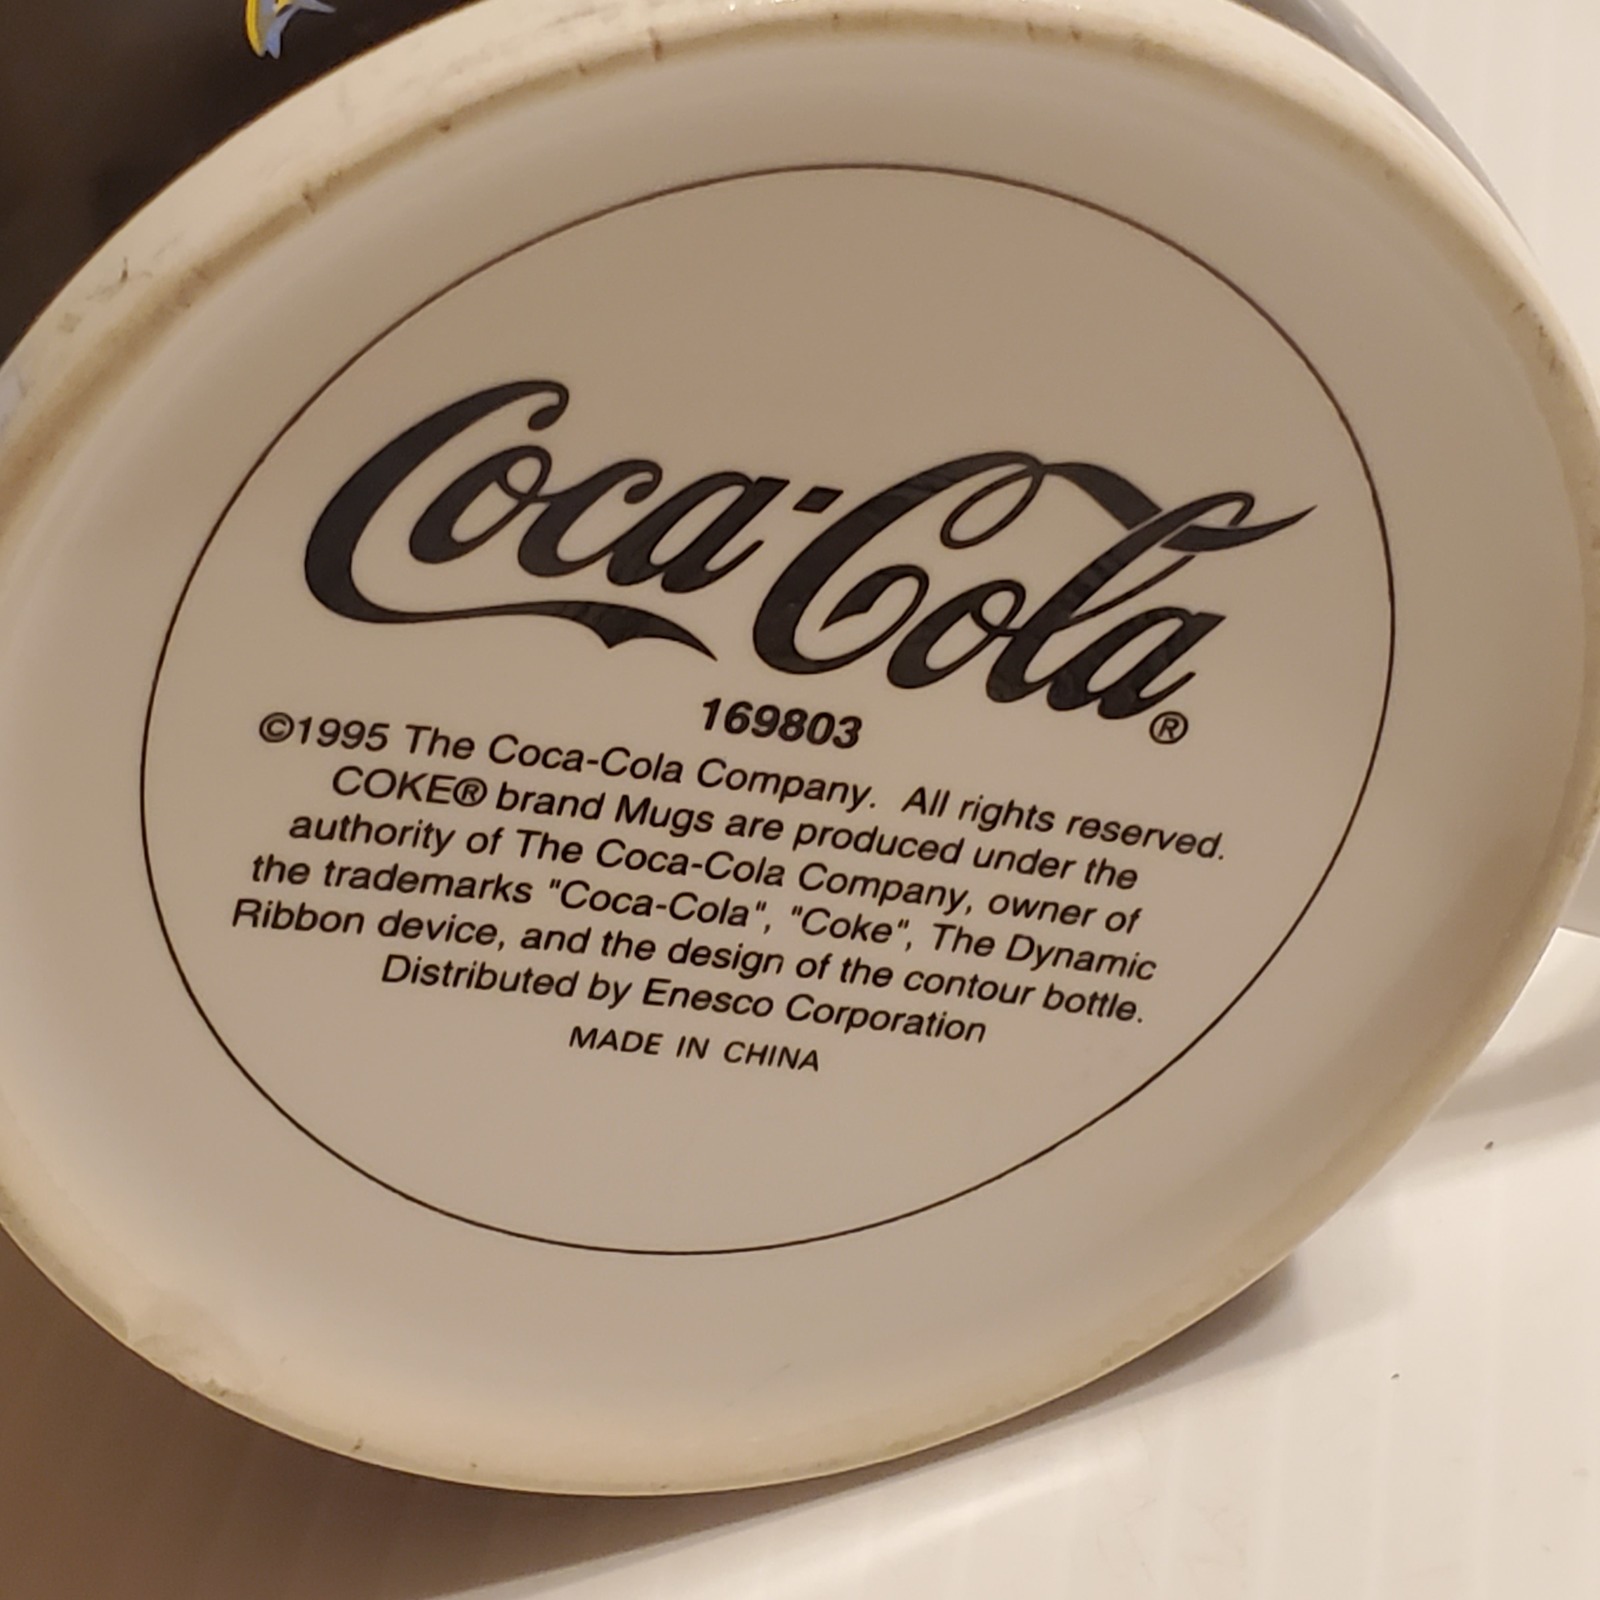 Coca-Cola®
169803
©1995 The Coca-Cola Company. All rights reserved.
COKE® brand Mugs are produced under the
authority of The Coca-Cola Company, owner of
the trademarks "Coca-Cola", "Coke", The Dynamic
Ribbon device, and the design of the contour bottle.
Distributed by Enesco Corporation
MADE IN CHINA